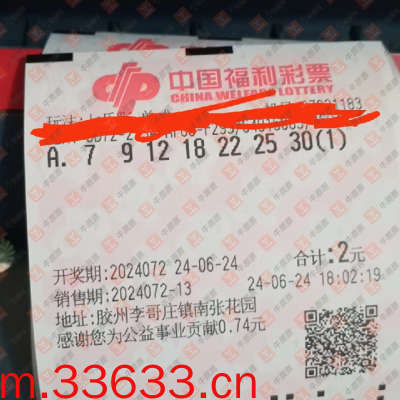 中国福利彩票
CHINA WELFARE LOTTERY
A. 7 9 12 18 22 25 30(1)
合计:2元
开奖期:2024072 24-06-24
24-06-24 18:02:19
销售期:2024072-13
地址:胶州李哥庄镇南张花园
感谢您为公益事业贡献0.74元
m.33633.cn